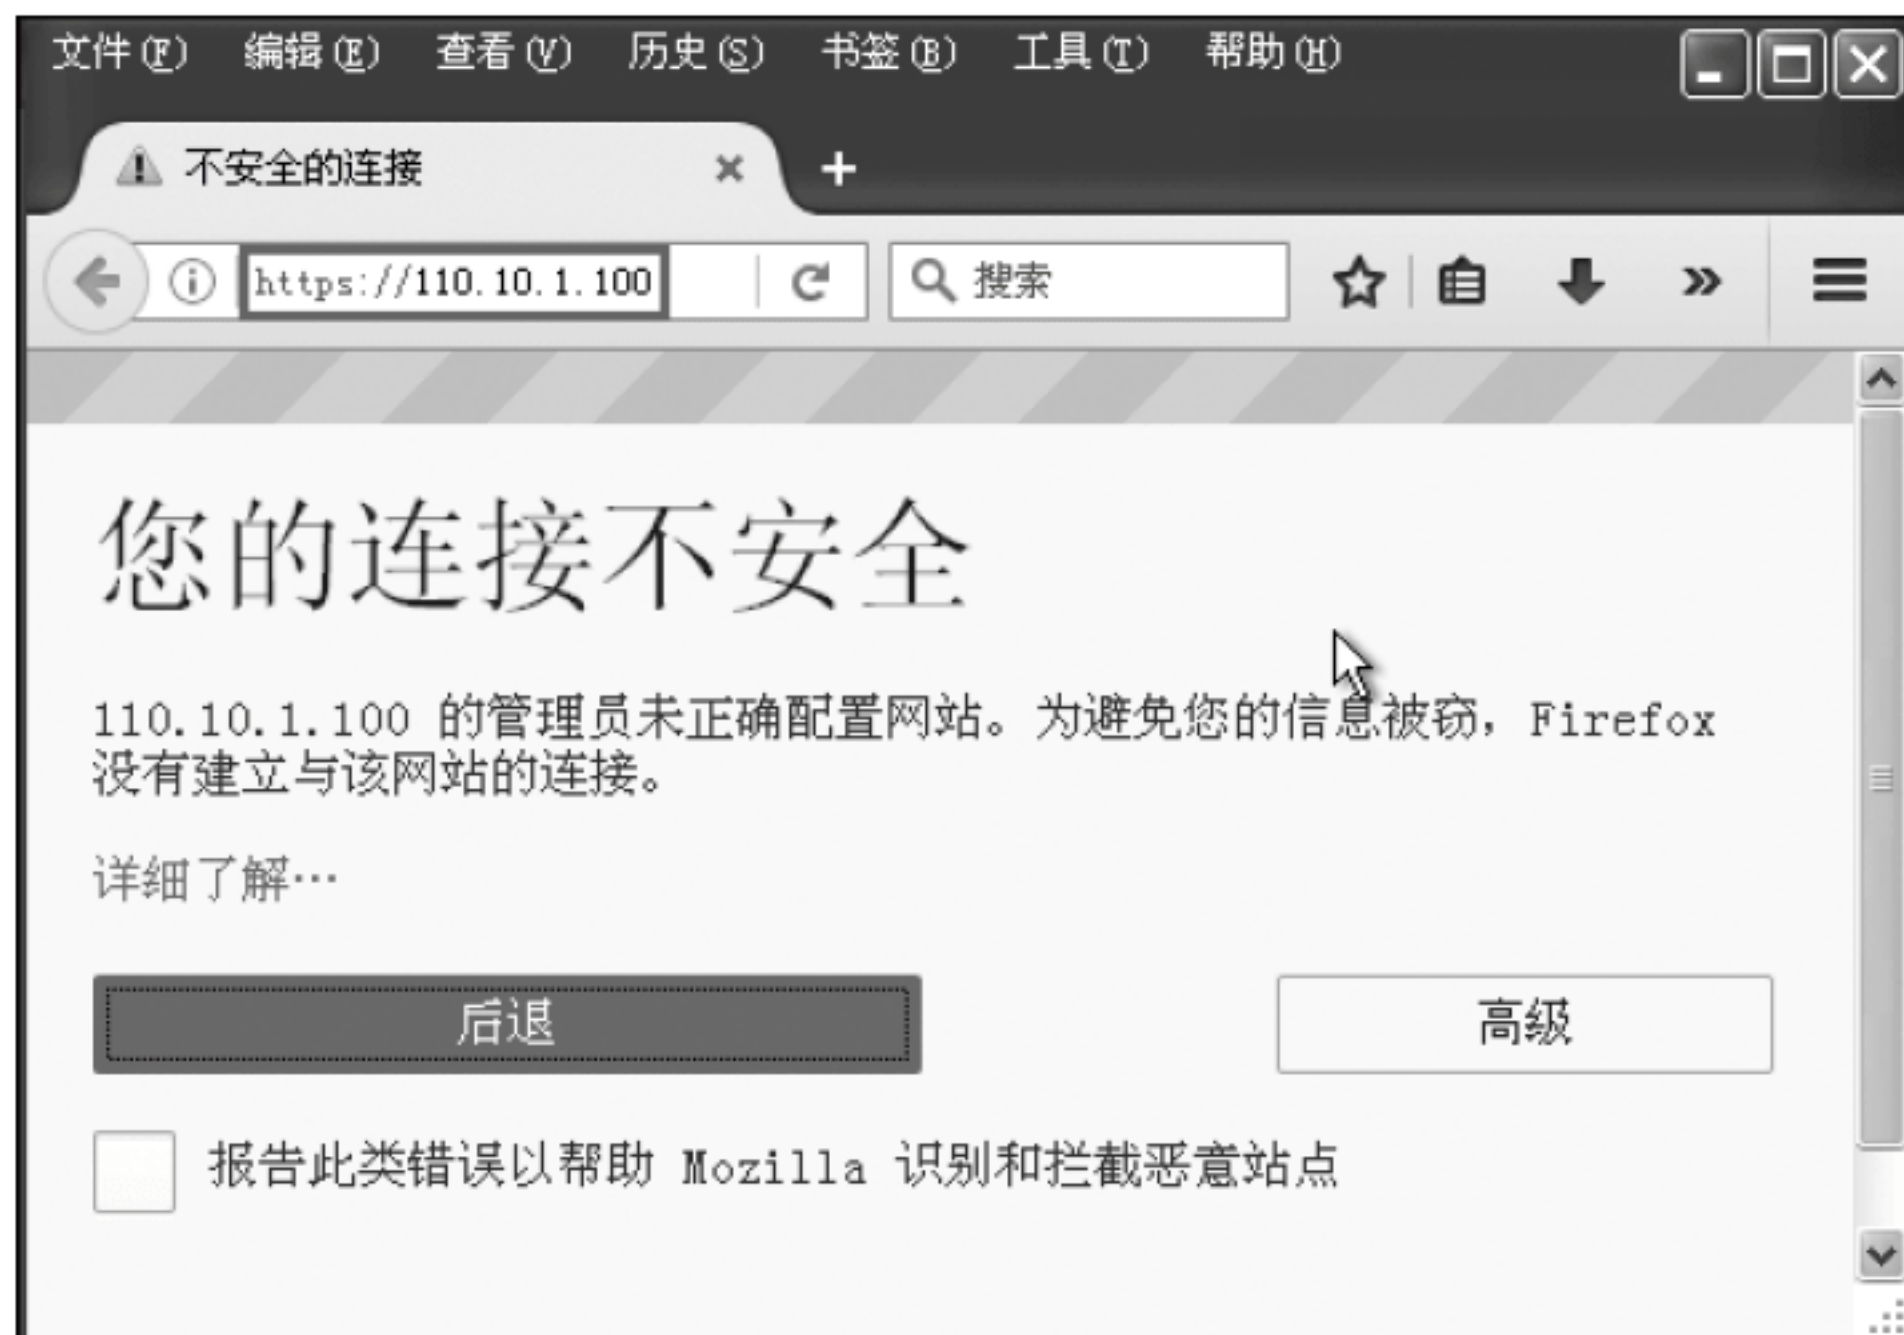 文件(F) 编辑(E) 查看(V) 历史(S) 书签(B) 工具(T) 帮助(H)
不安全的连接
https://110.10.1.100 搜索
您的连接不安全
110.10.1.100 的管理员未正确配置网站。为避免您的信息被窃，Firefox
没有建立与该网站的连接。
详细了解…
后退 高级
报告此类错误以帮助 Mozilla 识别和拦截恶意站点